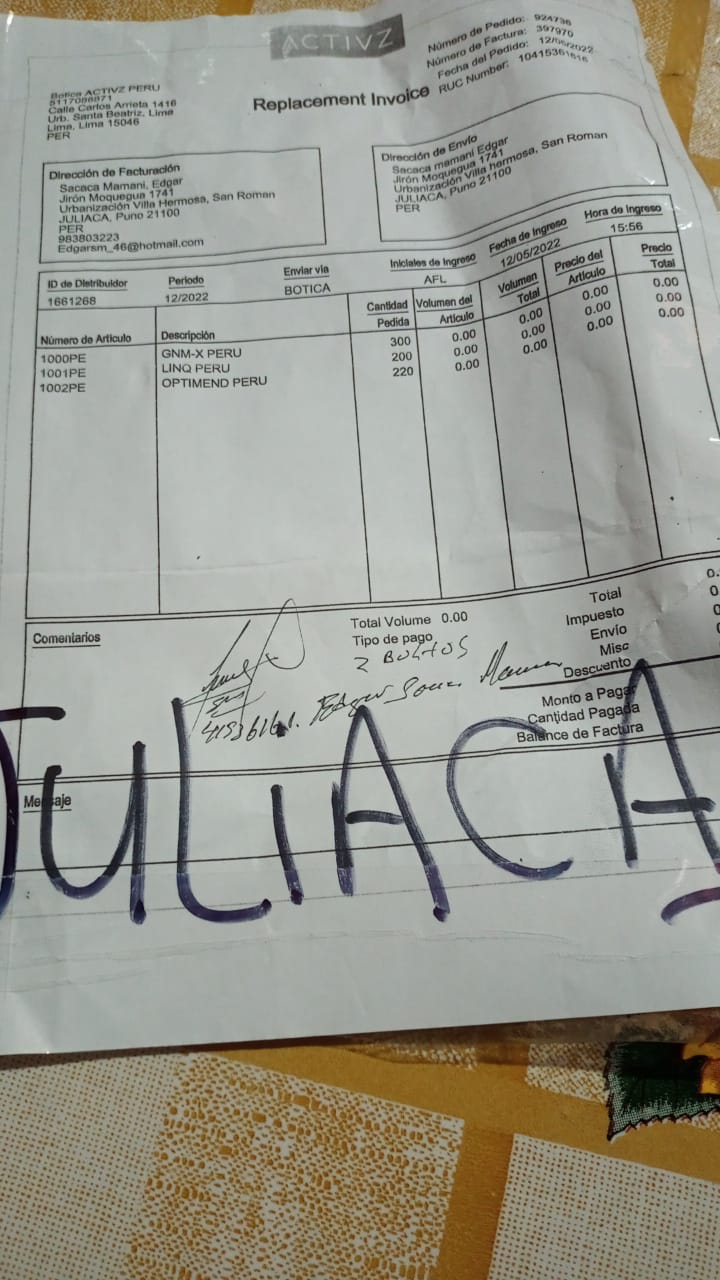 ACTIVZ
Número de Pedido: 924736
Número de Factura: 397970
Fecha del Pedido: 12/05/2022
RUC Number: 10415361616
Botica ACTIVZ PERU
5117086971
Calle Carlos Arrieta 1416
Urb. Santa Beatriz, Lima
Lima, Lima 15046
PER
Replacement Invoice
Dirección de Facturación
Sacaca Mamani, Edgar
Jirón Moquegua 1741
Urbanización Villa Hermosa, San Roman
JULIACA, Puno 21100
PER
983803223
Edgarsm_46@hotmail.com
Dirección de Envío
Sacaca mamani Edgar
Jirón Moquegua 1741
Urbanización Villa hermosa, San Roman
JULIACA, Puno 21100
PER
ID de Distribuidor Periodo Enviar via Iniciales de Ingreso Fecha de Ingreso Hora de Ingreso
1661268 12/2022 BOTICA AFL 12/05/2022 15:56
Número de Articulo Descripción Cantidad Pedida Volumen del Artículo Volumen Total Precio del Artículo Precio Total
1000PE GNM-X PERU 300 0.00 0.00 0.00 0.00
1001PE LINQ PERU 200 0.00 0.00 0.00 0.00
1002PE OPTIMEND PERU 220 0.00 0.00 0.00 0.00
Comentarios
Total Volume 0.00
Tipo de pago
2 BULTOS
Total
Impuesto
Envío
Misc
Descuento
Monto a Pagar
Cantidad Pagada
Balance de Factura
Edgar
Mensaje
JULIACA